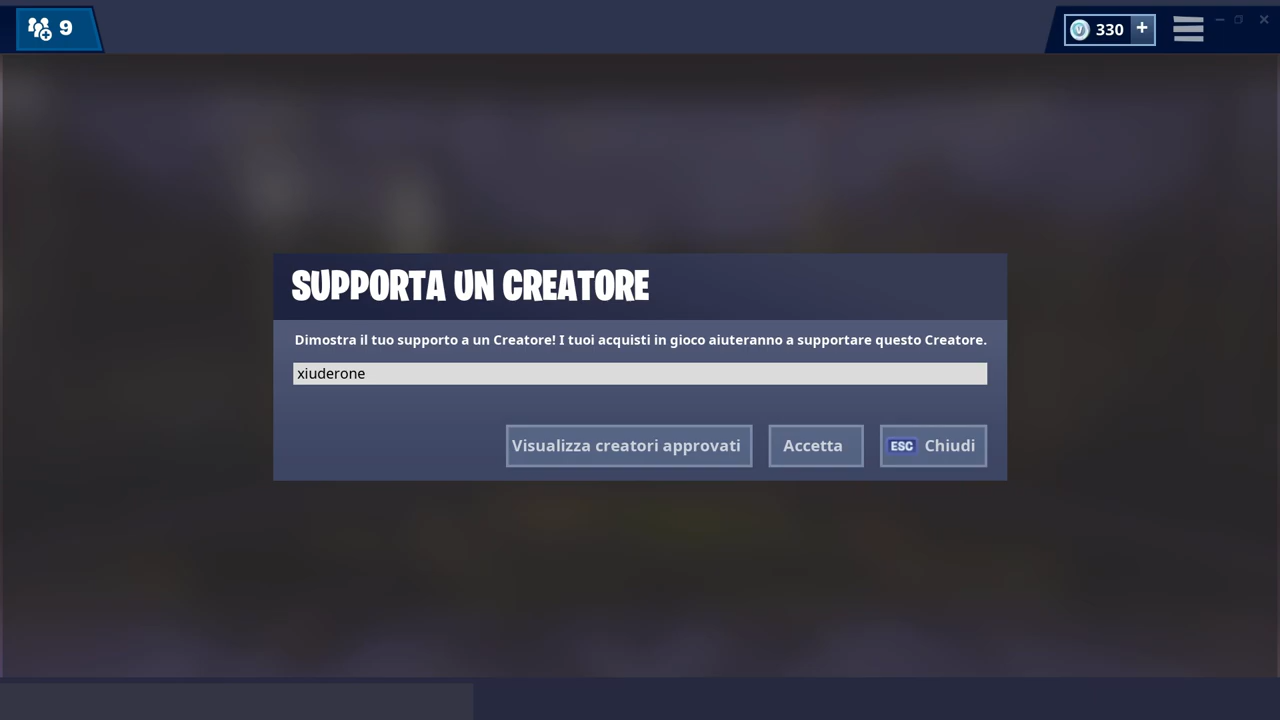 9
330 +
SUPPORTA UN CREATORE
Dimostra il tuo supporto a un Creatore! I tuoi acquisti in gioco aiuteranno a supportare questo Creatore.
xiuderone
Visualizza creatori approvati
Accetta
ESC Chiudi